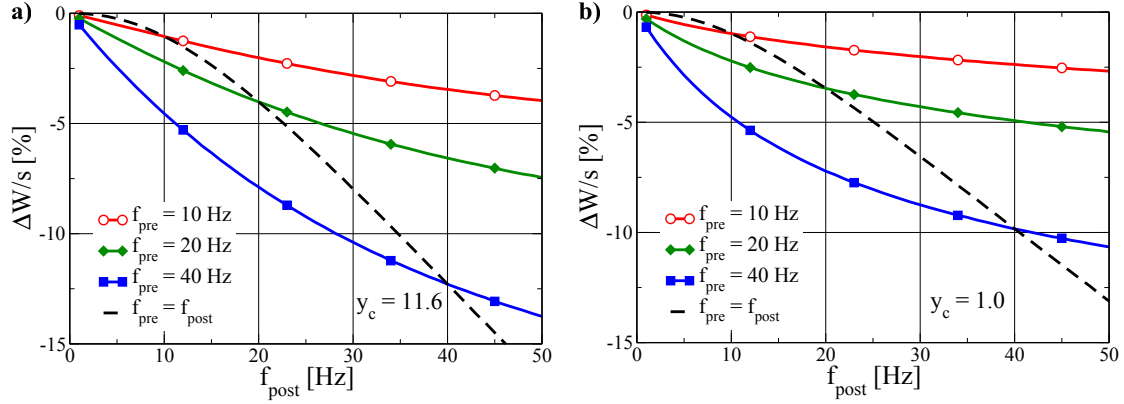 a)
0
-5
-10
-15
ΔW/s [%]
f_pre = 10 Hz
f_pre = 20 Hz
f_pre = 40 Hz
f_pre = f_post
y_c = 11.6
0 10 20 30 40 50
f_post [Hz]
b)
0
-5
-10
-15
ΔW/s [%]
f_pre = 10 Hz
f_pre = 20 Hz
f_pre = 40 Hz
f_pre = f_post
y_c = 1.0
0 10 20 30 40 50
f_post [Hz]